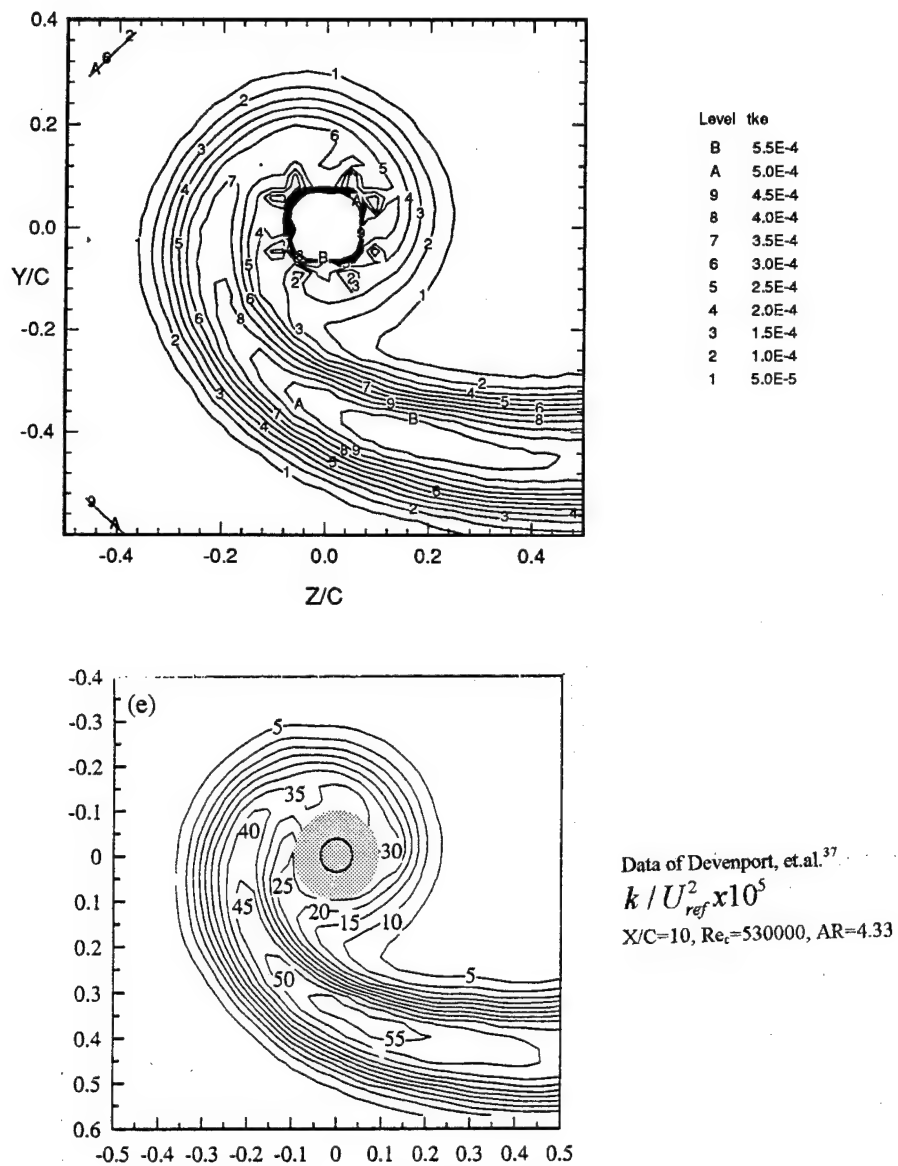 0.4
0.2
0.0
Y/C
-0.2
-0.4
-0.4 -0.2 0.0 0.2 0.4
Z/C
Level tke
B 5.5E-4
A 5.0E-4
9 4.5E-4
8 4.0E-4
7 3.5E-4
6 3.0E-4
5 2.5E-4
4 2.0E-4
3 1.5E-4
2 1.0E-4
1 5.0E-5
(e)
-0.4
-0.3
-0.2
-0.1
0
0.1
0.2
0.3
0.4
0.5
0.6
5
35
40
30
25
45
20
15
10
50
5
55
-0.5 -0.4 -0.3 -0.2 -0.1 0 0.1 0.2 0.3 0.4 0.5
Data of Devenport, et.al.³⁷
k / U²ref x10⁵
X/C=10, Rec=530000, AR=4.33